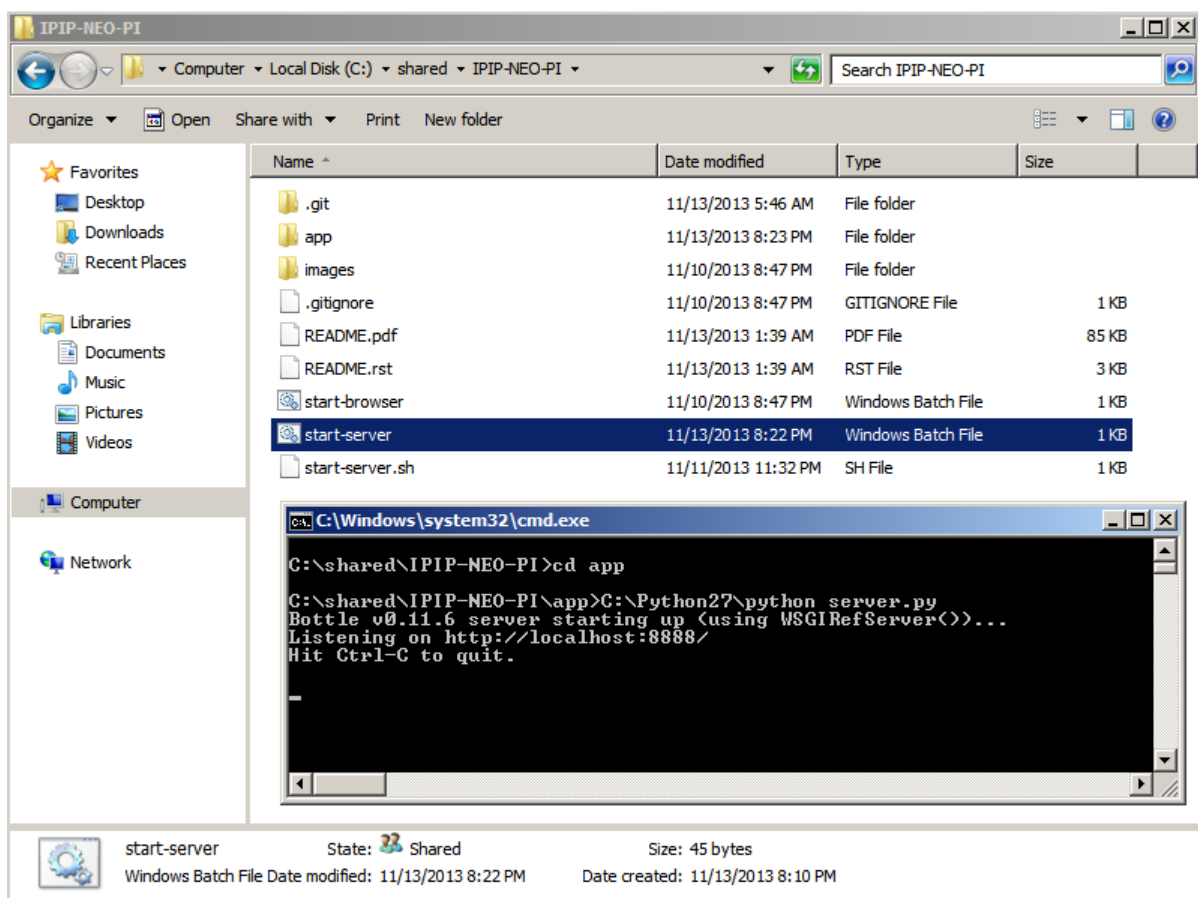 IPIP-NEO-PI
Computer Local Disk (C:) shared IPIP-NEO-PI Search IPIP-NEO-PI
Organize Open Share with Print New folder
Name Date modified Type Size
Favorites
Desktop
Downloads
Recent Places
Libraries
Documents
Music
Pictures
Videos
Computer
Network
.git 11/13/2013 5:46 AM File folder
app 11/13/2013 8:23 PM File folder
images 11/10/2013 8:47 PM File folder
.gitignore 11/10/2013 8:47 PM GITIGNORE File 1 KB
README.pdf 11/13/2013 1:39 AM PDF File 85 KB
README.rst 11/13/2013 1:39 AM RST File 3 KB
start-browser 11/10/2013 8:47 PM Windows Batch File 1 KB
start-server 11/13/2013 8:22 PM Windows Batch File 1 KB
start-server.sh 11/11/2013 11:32 PM SH File 1 KB
C:\Windows\system32\cmd.exe
C:\shared\IPIP-NEO-PI>cd app
C:\shared\IPIP-NEO-PI\app>C:\Python27\python server.py
Bottle v0.11.6 server starting up (using WSGIRefServer())...
Listening on http://localhost:8888/
Hit Ctrl-C to quit.
start-server State: Shared Size: 45 bytes
Windows Batch File Date modified: 11/13/2013 8:22 PM Date created: 11/13/2013 8:10 PM